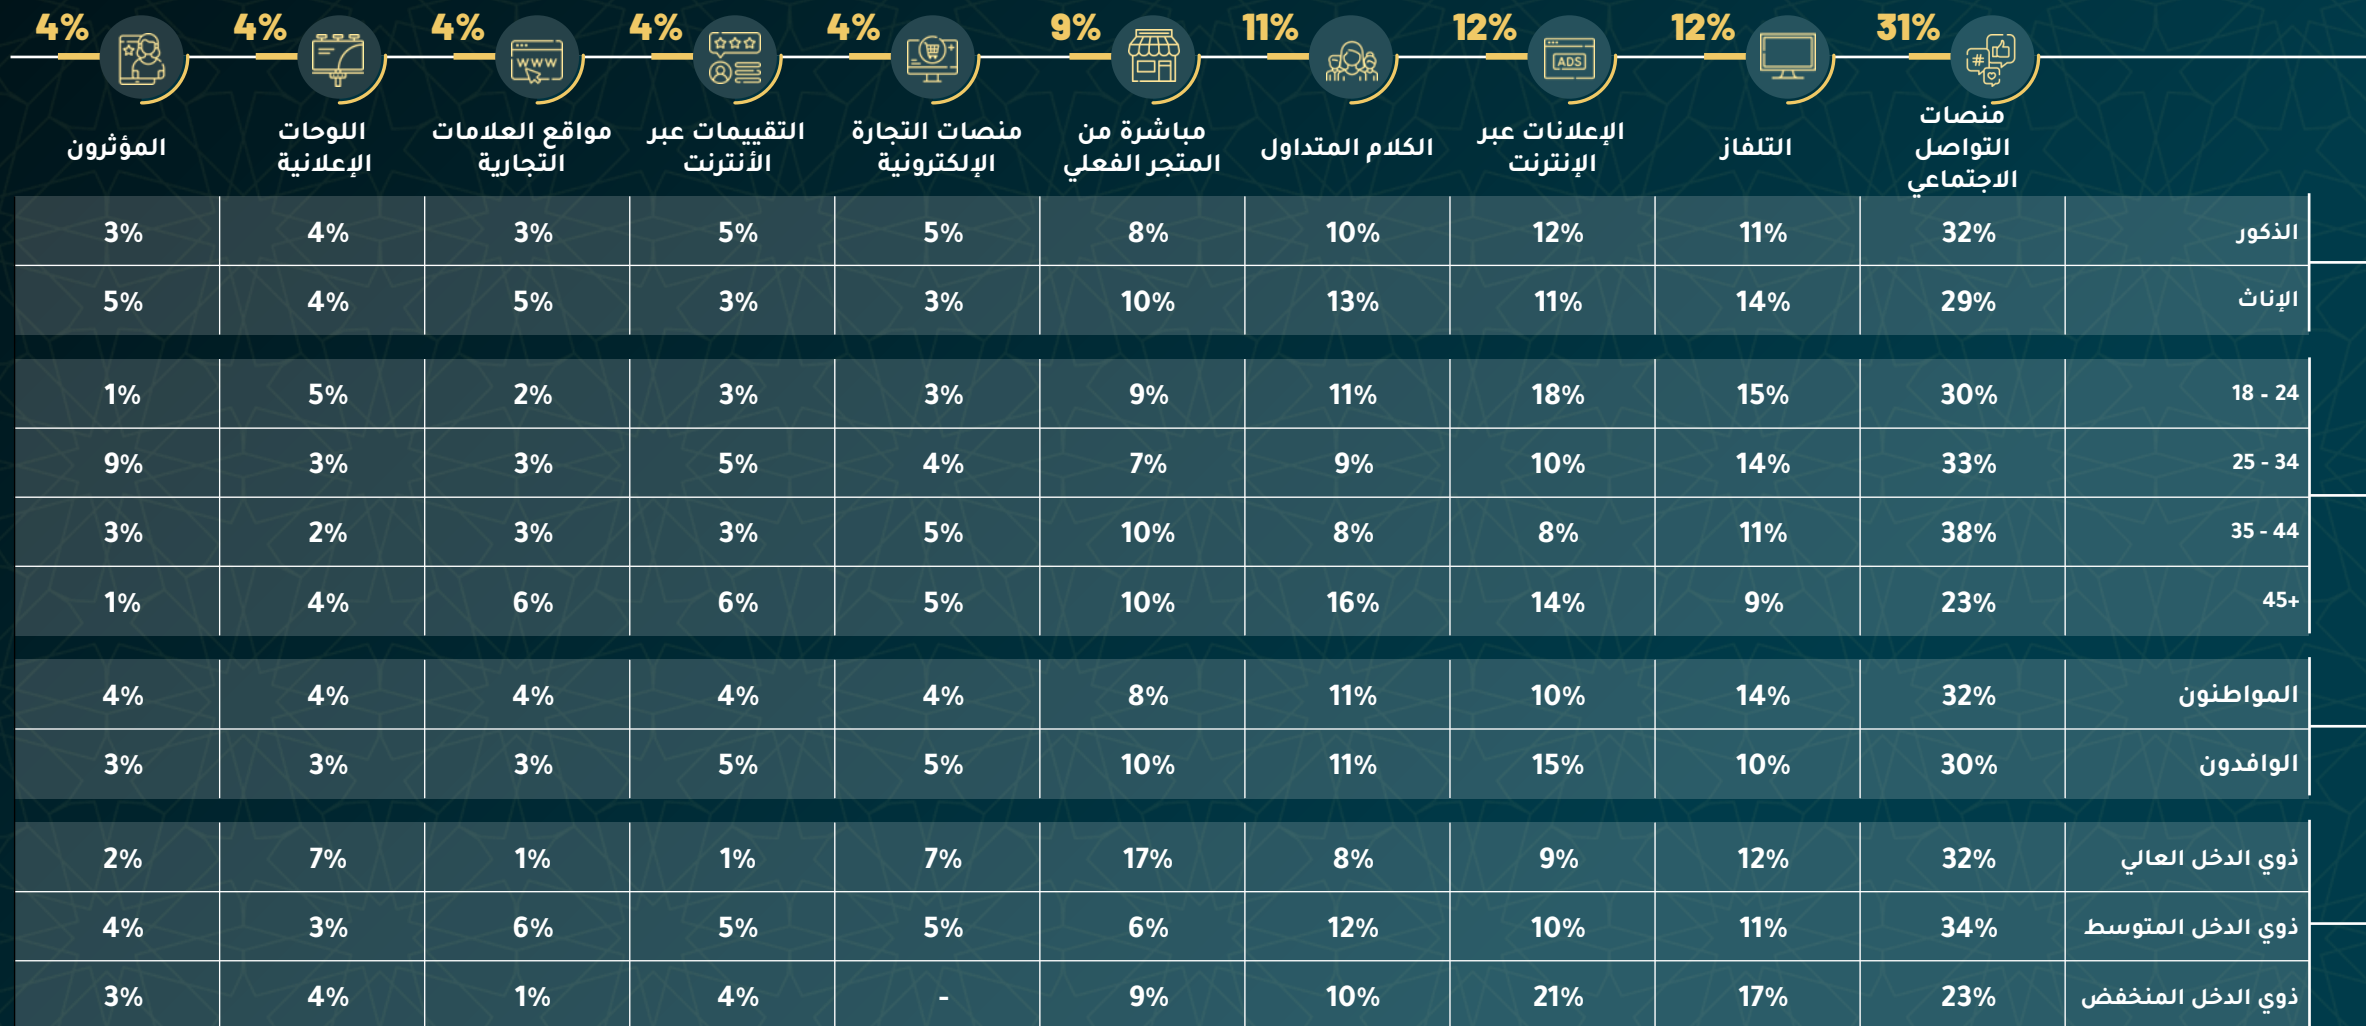 31% 12% 12% 11% 9% 4% 4% 4% 4% 4%
ADS
WWW
#
منصات التواصل الاجتماعي
التلفاز
الإعلانات عبر الإنترنت
الكلام المتداول
مباشرة من المتجر الفعلي
منصات التجارة الإلكترونية
التقييمات عبر الأنترنت
مواقع العلامات التجارية
اللوحات الإعلانية
المؤثرون
الذكور 32% 11% 12% 10% 8% 5% 5% 3% 4% 3%
الإناث 29% 14% 11% 13% 10% 3% 3% 5% 4% 5%
18 - 24 30% 15% 18% 11% 9% 3% 3% 2% 5% 1%
25 - 34 33% 14% 10% 9% 7% 4% 5% 3% 3% 9%
35 - 44 38% 11% 8% 8% 10% 5% 3% 3% 2% 3%
45+ 23% 9% 14% 16% 10% 5% 6% 6% 4% 1%
المواطنون 32% 14% 10% 11% 8% 4% 4% 4% 4% 4%
الوافدون 30% 10% 15% 11% 10% 5% 5% 3% 3% 3%
ذوي الدخل العالي 32% 12% 9% 8% 17% 7% 1% 1% 7% 2%
ذوي الدخل المتوسط 34% 11% 10% 12% 6% 5% 5% 6% 3% 4%
ذوي الدخل المنخفض 23% 17% 21% 10% 9% - 4% 1% 4% 3%